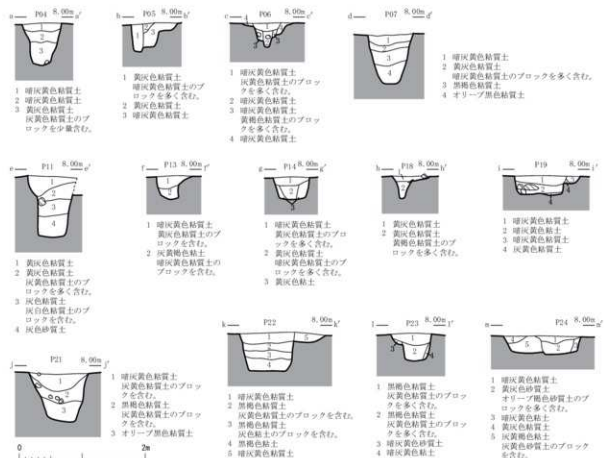 a P04 8.00m a′
1 暗灰黄色粘質土
2 暗灰黄色粘質土
3 黄灰色粘質土
灰黄色粘質土のブ
ロックを少量含む。
b P05 8.00m b′
1 黄灰色粘質土
暗灰黄色粘質土のブ
ロックを多く含む。
2 黄灰色粘質土
3 暗灰黄色粘質土
c P06 8.00m c′
1 暗灰黄色粘質土
灰黄色粘質土のブロッ
クを多く含む。
2 暗灰黄色粘質土
3 暗灰黄色粘質土
黄褐色粘質土のブロッ
クを多く含む。
4 暗灰黄色粘質土
d P07 8.00m d′
1 暗灰黄色粘質土
2 黄灰色粘質土
暗灰黄色粘質土のブロックを多く含む。
3 黒褐色粘質土
4 オリーブ黒色粘質土
e P11 8.00m e′
1 黄灰色粘質土
2 黄灰色粘質土
灰黄色粘質土のブ
ロックを多く含む。
3 灰色粘質土
灰白色粘質土のブ
ロックを含む。
4 灰色砂質土
f P13 8.00m f′
1 暗灰黄色粘質土
黄灰色粘質土のブ
ロックを含む。
2 灰黄褐色粘土
暗灰黄色粘質土の
ブロックを含む。
g P14 8.00m g′
1 暗灰黄色粘質土
黄灰色粘質土のブロ
ックを多く含む。
2 黄灰色粘質土
暗灰黄色粘質土のブ
ロックを多く含む。
3 黄灰色粘土
h P18 8.00m h′
1 黄灰色粘質土
2 黄灰色粘質土
黄褐色粘質土のブ
ロックを多く含む。
i P19 8.00m i′
1 暗灰黄色粘質土
2 暗灰黄色粘土
3 暗灰黄色粘質土
4 灰黄色粘質土
j P21 8.00m j′
1 暗灰黄色粘質土
灰黄色粘質土のブロッ
クを含む。
2 黒褐色粘質土
灰黄色粘質土のブロッ
クを含む。
3 オリーブ黒色粘質土
k P22 8.00m k′
1 暗灰黄色粘質土
2 黒褐色粘質土
灰黄色粘質土のブロックを含む。
3 黒褐色粘質土
灰色粘土のブロックを含む。
4 黒褐色粘土
5 暗灰黄色粘質土
l P23 8.00m l′
1 黒褐色粘質土
灰黄色粘質土のブロッ
クを多く含む。
2 黒褐色粘質土
灰黄色粘質土のブロッ
クを多く含む。
3 暗灰黄色砂質土
4 暗灰黄色粘土
m P24 8.00m m′
1 暗灰黄色粘質土
2 黄灰色砂質土
オリーブ褐色砂質土のブ
ロックを多く含む。
3 暗灰黄色粘土
4 黄灰色粘土
5 灰黄褐色粘土
灰黄色砂質土のブロック
を含む。
0 2m